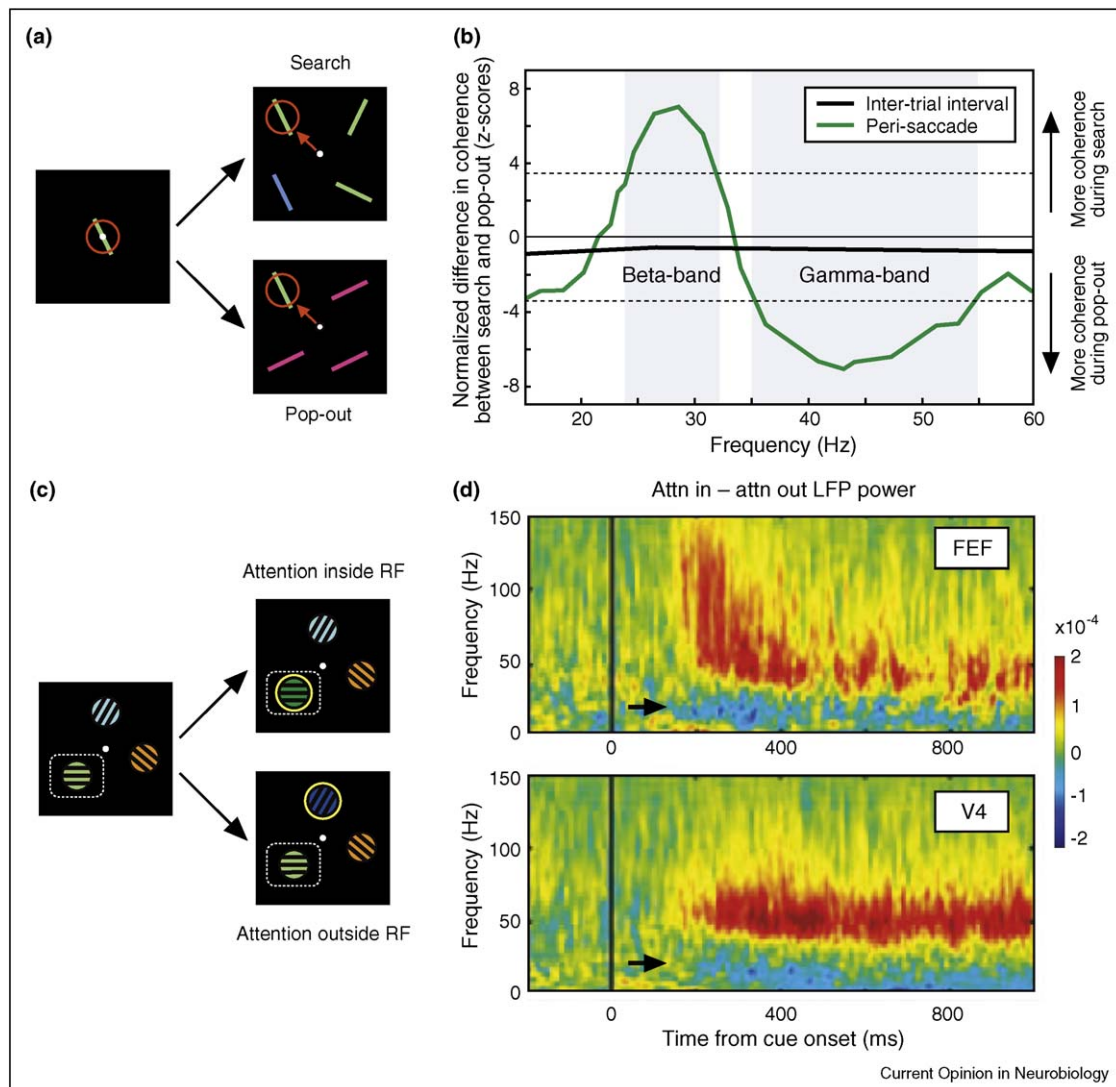 (a)
Search
Pop-out
(b)
Normalized difference in coherence
between search and pop-out (z-scores)
8
4
0
-4
-8
Inter-trial interval
Peri-saccade
Beta-band
Gamma-band
20
30
40
50
60
Frequency (Hz)
More coherence
during search
More coherence
during pop-out
(c)
Attention inside RF
Attention outside RF
(d)
Attn in – attn out LFP power
Frequency (Hz)
150
100
50
0
FEF
0
400
800
x10⁻⁴
2
1
0
-1
-2
Frequency (Hz)
150
100
50
0
V4
0
400
800
Time from cue onset (ms)
Current Opinion in Neurobiology